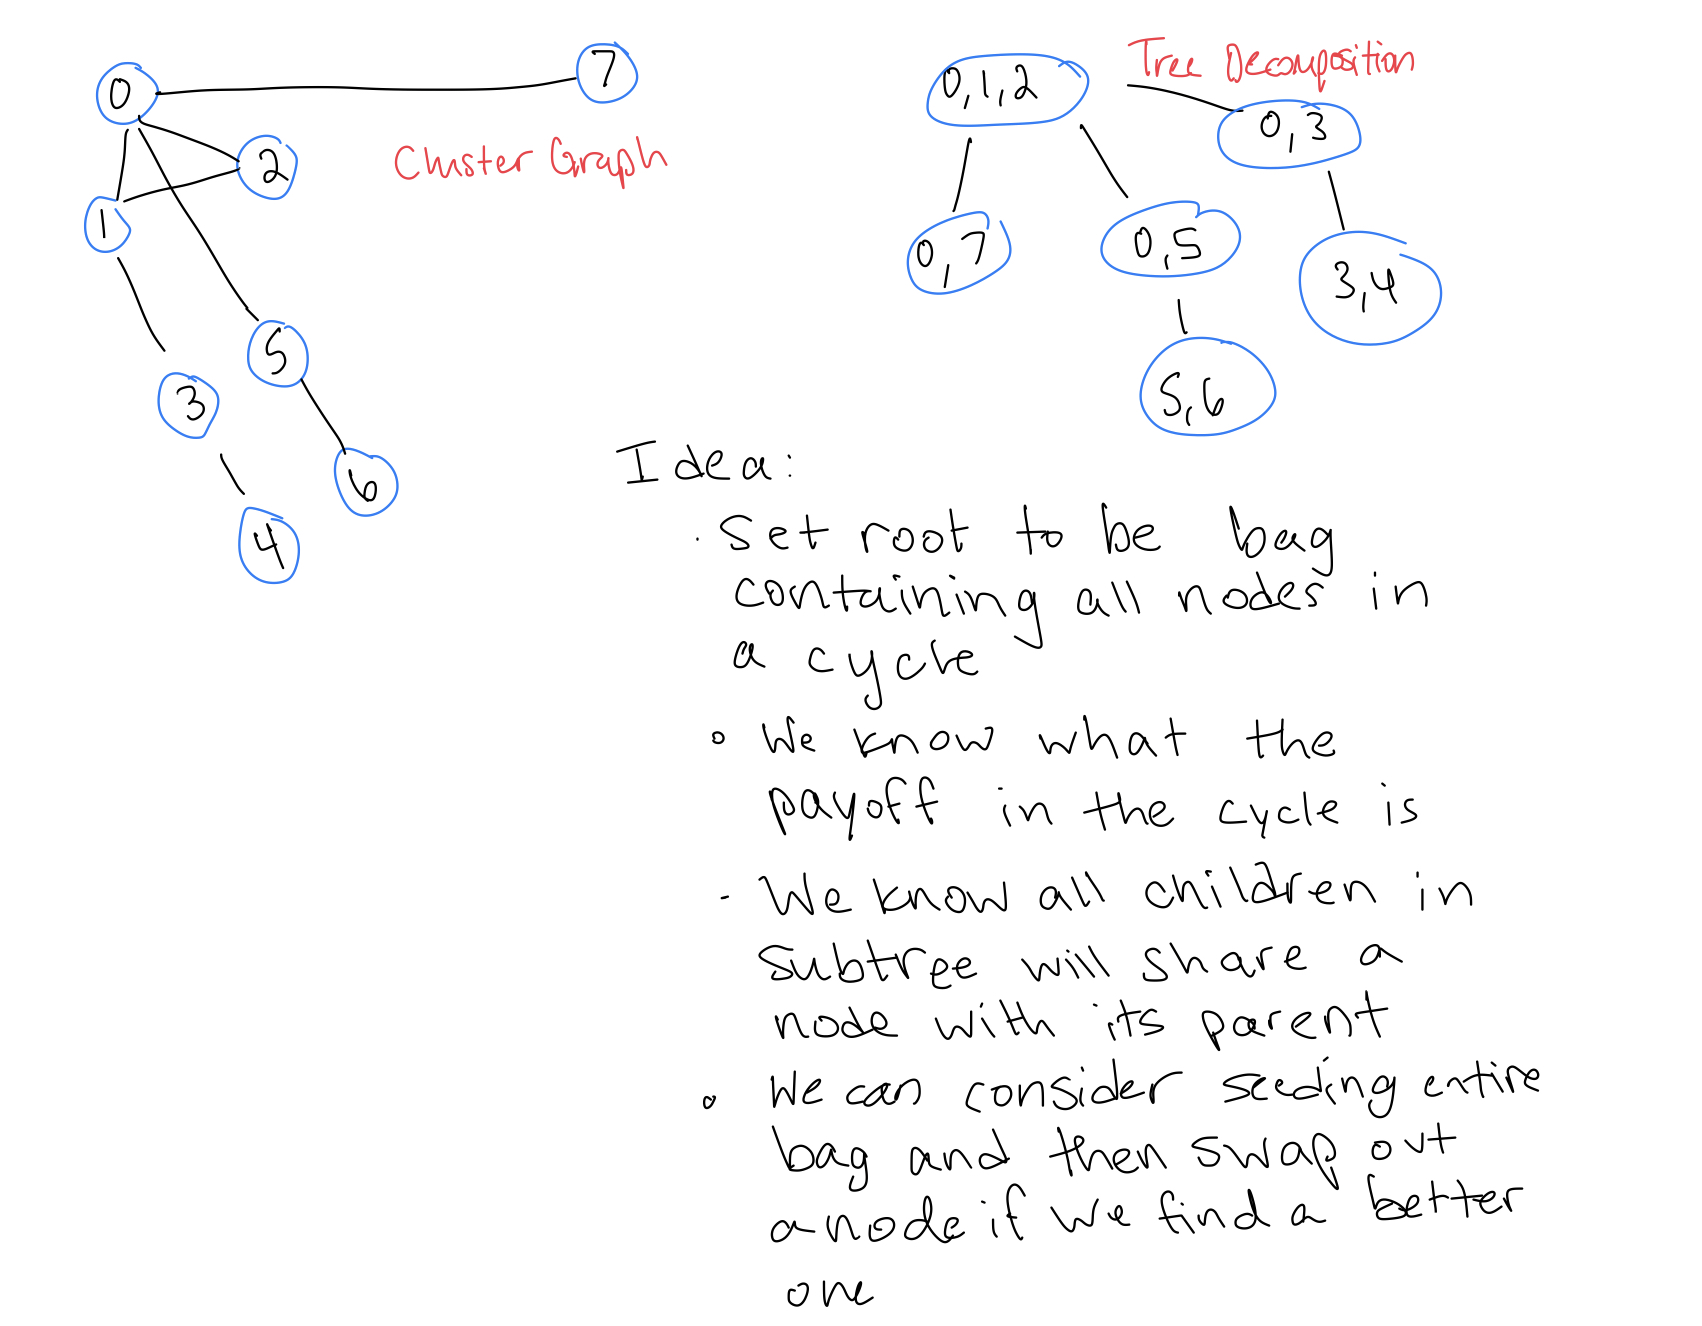 0
7
2
Cluster Graph
1
5
3
6
4
Tree Decomposition
0,1,2
0,3
0,7
0,5
3,4
5,6
Idea:
· Set root to be bag
containing all nodes in
a cycle
o We know what the
payoff in the cycle is
- We know all children in
subtree will share a
node with its parent
o We can consider seeding entire
bag and then swap out
a node if we find a better
one